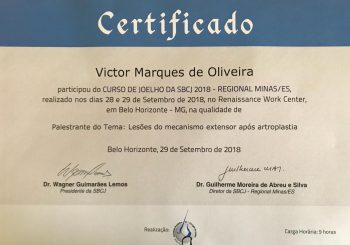 Certificado
Victor Marques de Oliveira
participou do CURSO DE JOELHO DA SBCJ 2018 - REGIONAL MINAS/ES,
realizado nos dias 28 e 29 de Setembro de 2018, no Renaissance Work Center,
em Belo Horizonte - MG, na qualidade de
Palestrante do Tema: Lesões do mecanismo extensor após artroplastia
Belo Horizonte, 29 de Setembro de 2018
Dr. Wagner Guimarães Lemos
Presidente da SBCJ
Dr. Guilherme Moreira de Abreu e Silva
Diretor da SBCJ - Regional Minas/ES
Realização:
Carga Horária: 9 horas